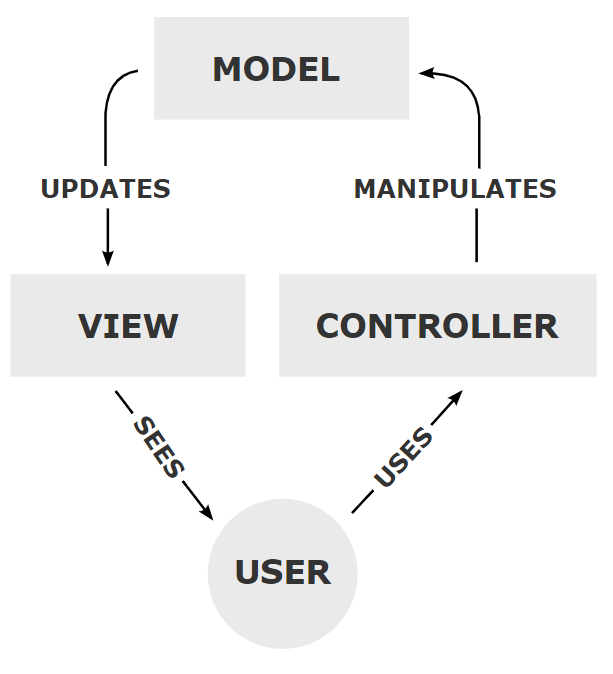 MODEL
UPDATES
MANIPULATES
VIEW
CONTROLLER
SEES
USES
USER